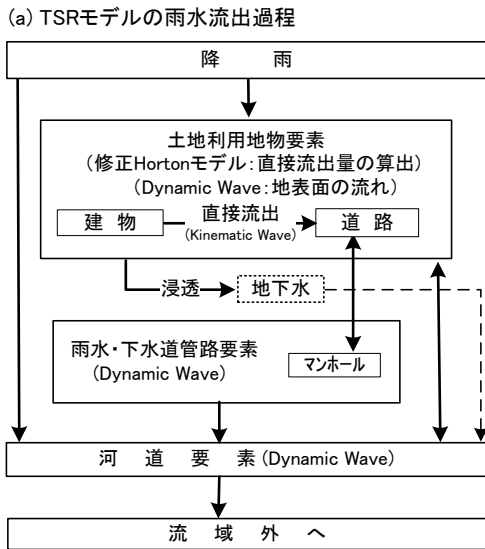 (a) TSRモデルの雨水流出過程
降 雨
土地利用地物要素
(修正Hortonモデル:直接流出量の算出)
(Dynamic Wave:地表面の流れ)
建 物
直接流出
(Kinematic Wave)
道 路
浸透
地下水
雨水・下水道管路要素
(Dynamic Wave)
マンホール
河 道 要 素 (Dynamic Wave)
流 域 外 へ